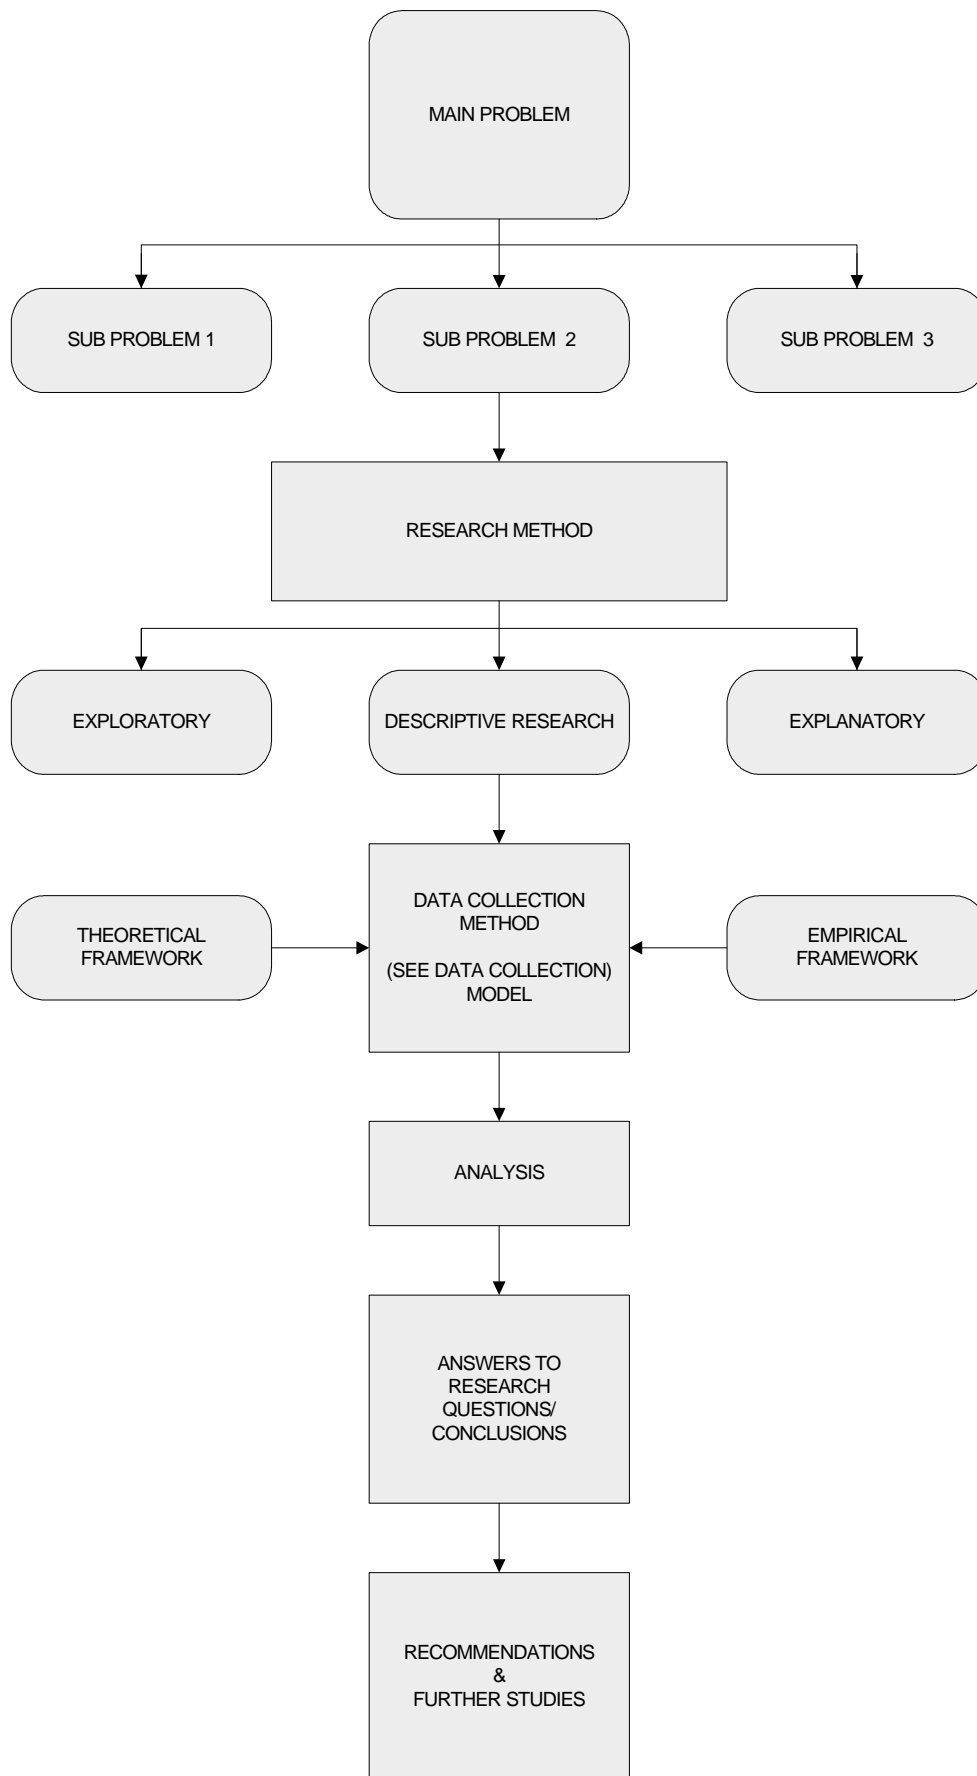 MAIN PROBLEM
SUB PROBLEM 1
SUB PROBLEM  2
SUB PROBLEM  3
RESEARCH METHOD
EXPLORATORY
DESCRIPTIVE RESEARCH
EXPLANATORY
THEORETICAL
FRAMEWORK
DATA COLLECTION
METHOD
(SEE DATA COLLECTION)
MODEL
EMPIRICAL
FRAMEWORK
ANALYSIS
ANSWERS TO
RESEARCH
QUESTIONS/
CONCLUSIONS
RECOMMENDATIONS
&
FURTHER STUDIES